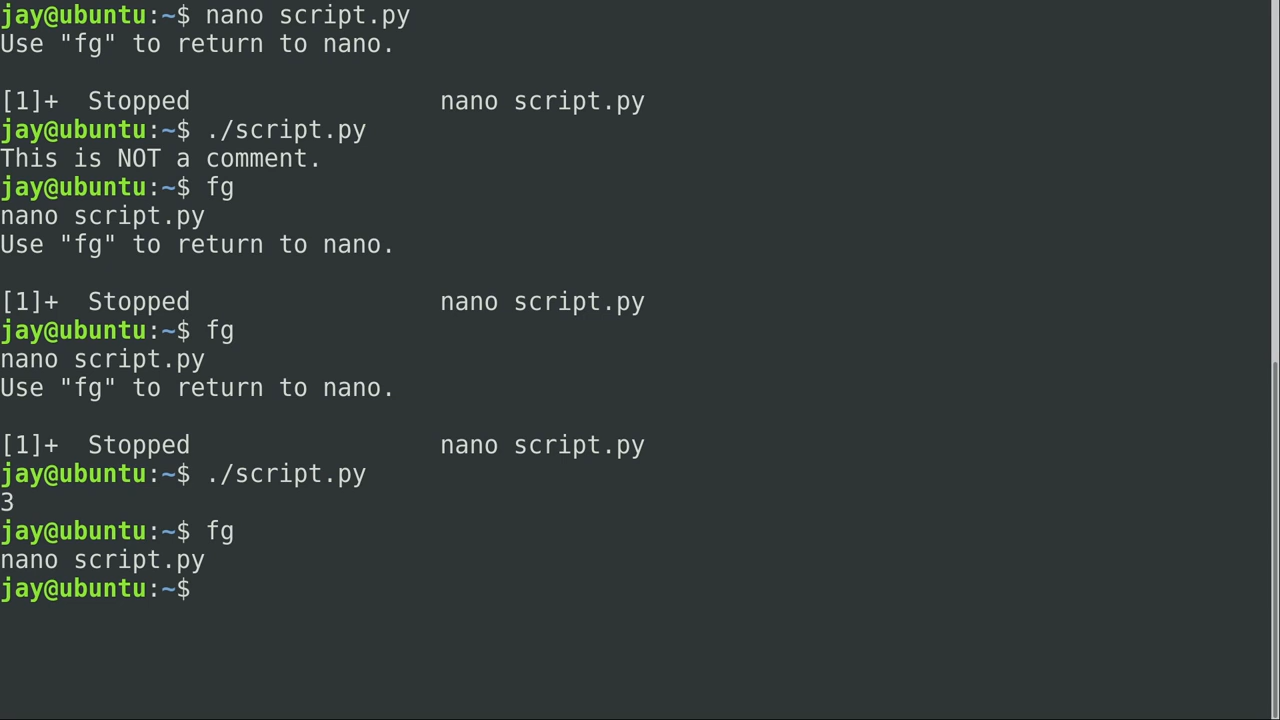 jay@ubuntu:~$ nano script.py
Use "fg" to return to nano.
[1]+  Stopped                 nano script.py
jay@ubuntu:~$ ./script.py
This is NOT a comment.
jay@ubuntu:~$ fg
nano script.py
Use "fg" to return to nano.
[1]+  Stopped                 nano script.py
jay@ubuntu:~$ fg
nano script.py
Use "fg" to return to nano.
[1]+  Stopped                 nano script.py
jay@ubuntu:~$ ./script.py
3
jay@ubuntu:~$ fg
nano script.py
jay@ubuntu:~$